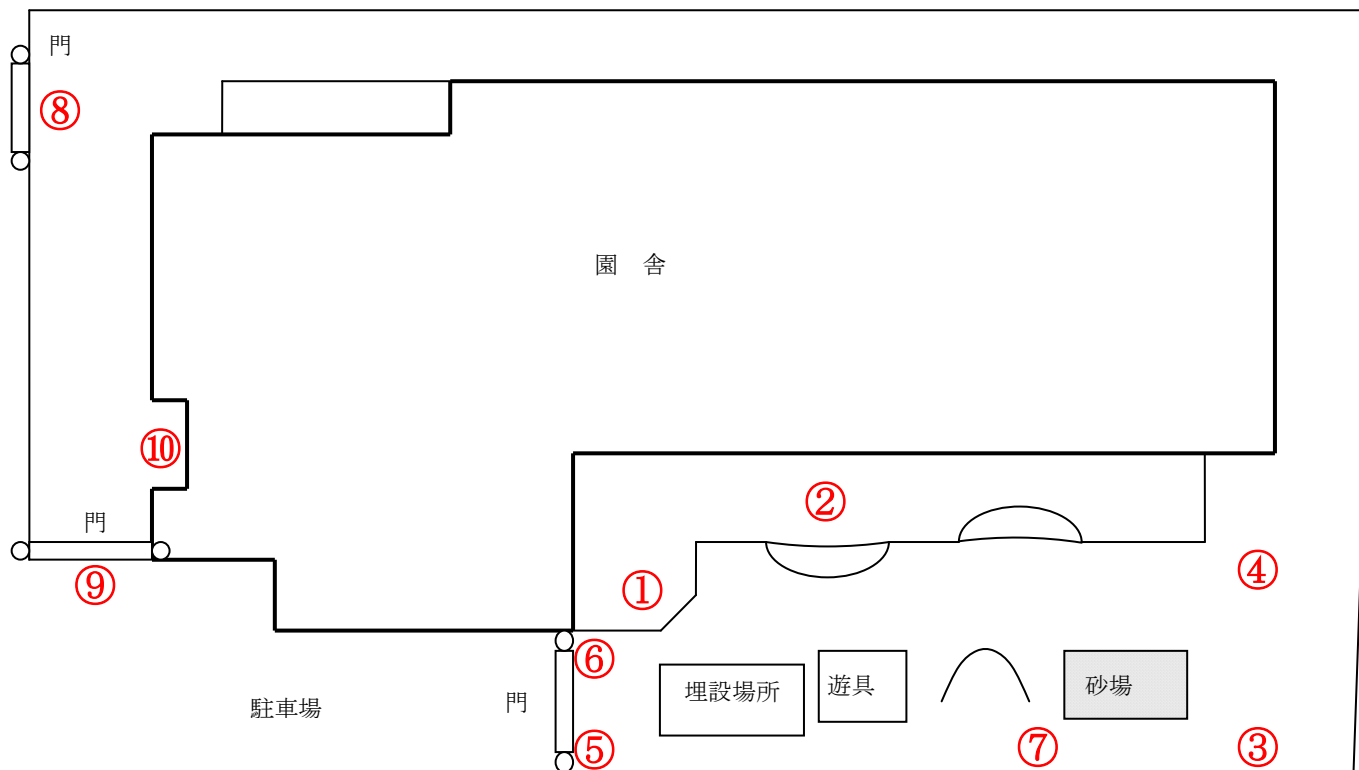 門
⑧
園 舎
⑩
②
門
⑨
①
④
⑥
埋設場所
遊具
砂場
駐車場
門
⑤
⑦
③